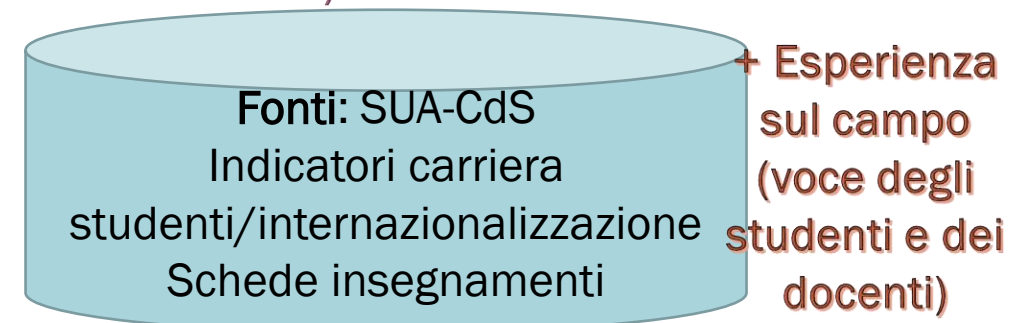 Fonti: SUA-CdS
Indicatori carriera
studenti/internazionalizzazione
Schede insegnamenti
+ Esperienza
sul campo
(voce degli
studenti e dei
docenti)